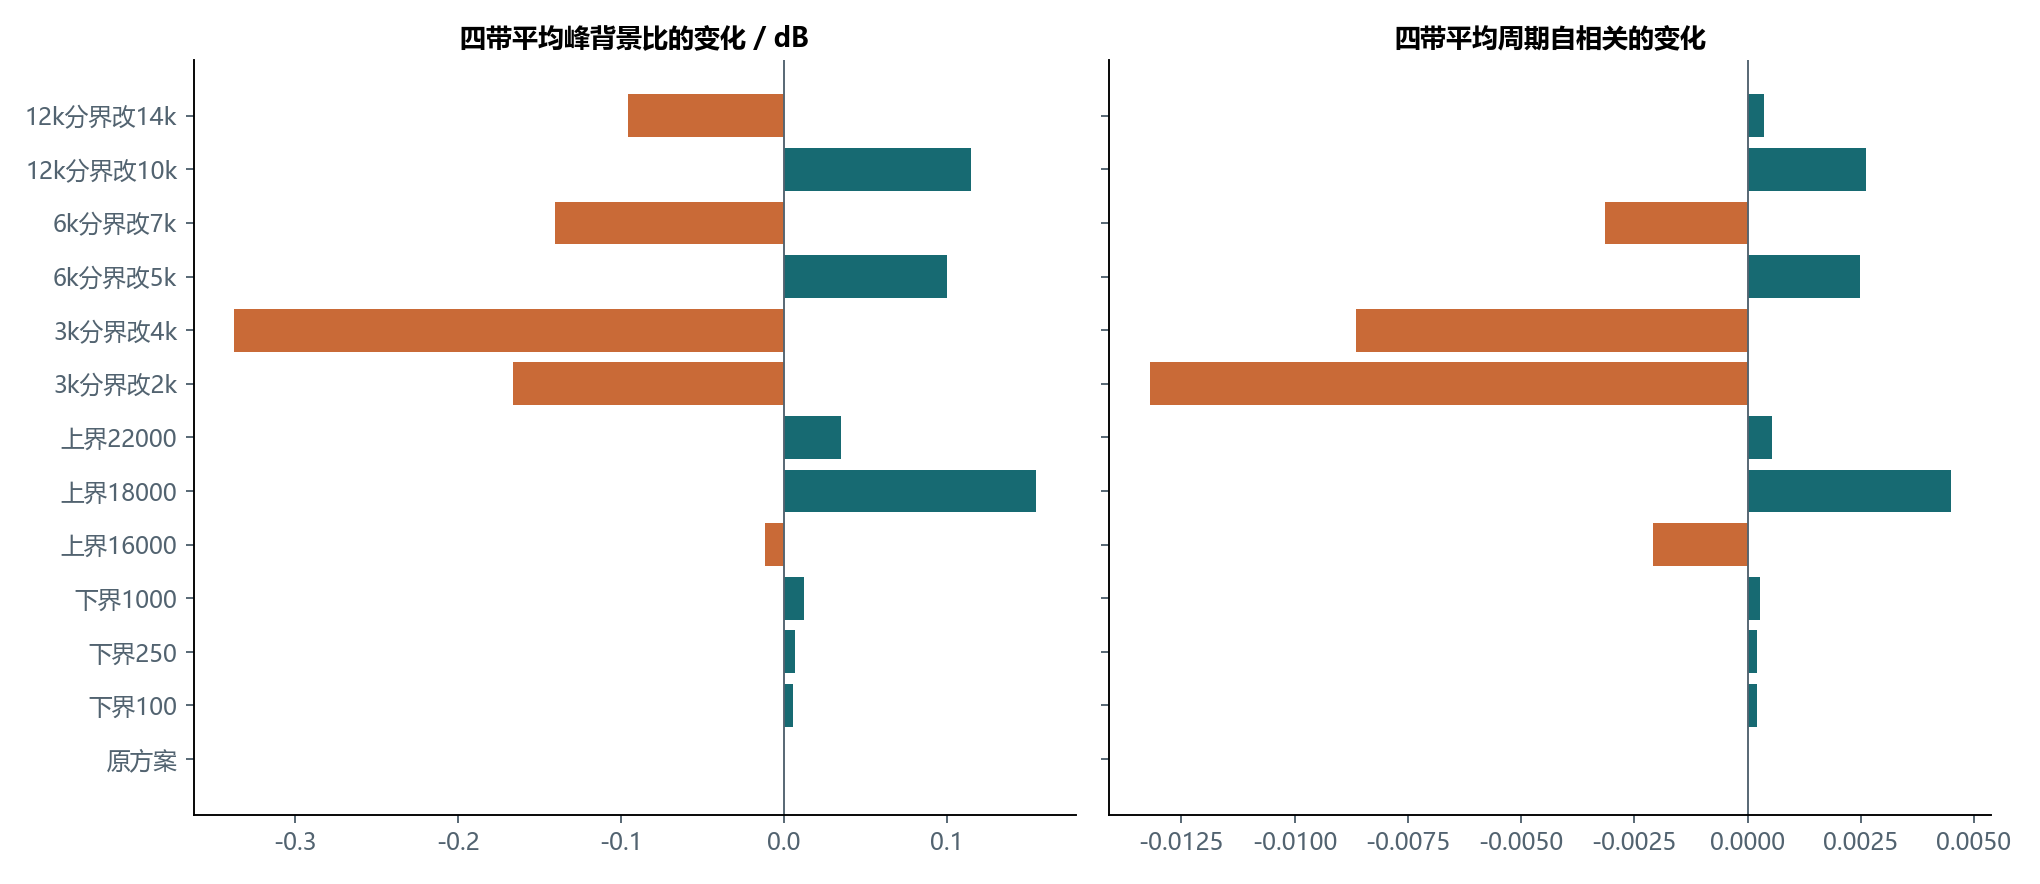 四带平均峰背景比的变化 / dB
12k分界改14k
12k分界改10k
6k分界改7k
6k分界改5k
3k分界改4k
3k分界改2k
上界22000
上界18000
上界16000
下界1000
下界250
下界100
原方案
-0.3 -0.2 -0.1 0.0 0.1
四带平均周期自相关的变化
-0.0125 -0.0100 -0.0075 -0.0050 -0.0025 0.0000 0.0025 0.0050